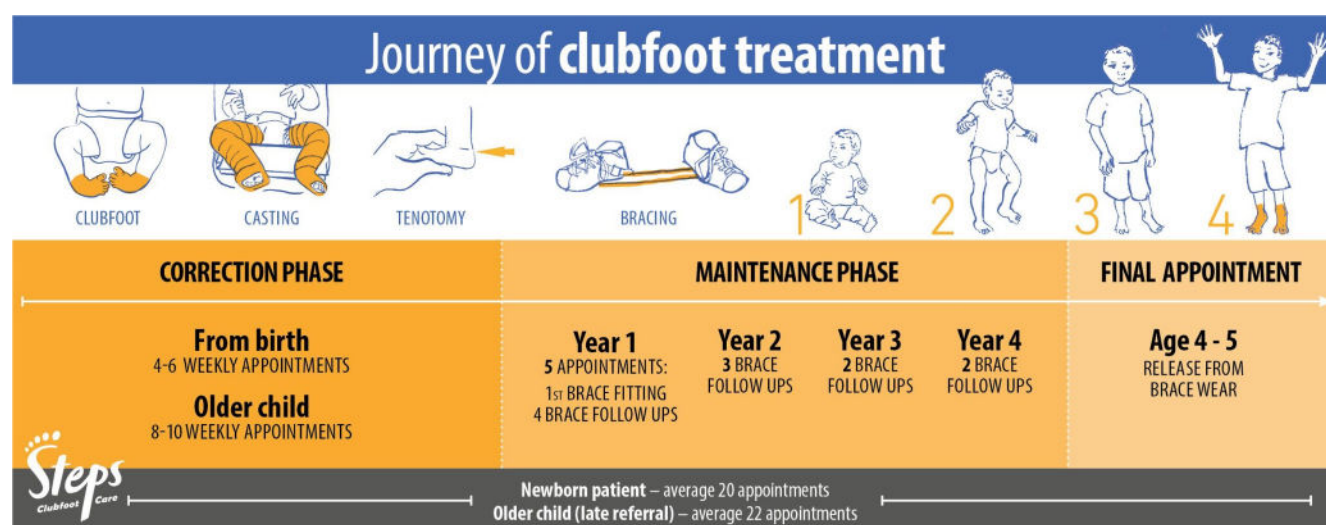 Journey of clubfoot treatment
CLUBFOOT
CASTING
TENOTOMY
BRACING
1
2
3
4
CORRECTION PHASE
MAINTENANCE PHASE
FINAL APPOINTMENT
From birth
4-6 WEEKLY APPOINTMENTS
Older child
8-10 WEEKLY APPOINTMENTS
Year 1
5 APPOINTMENTS:
1ST BRACE FITTING
4 BRACE FOLLOW UPS
Year 2
3 BRACE
FOLLOW UPS
Year 3
2 BRACE
FOLLOW UPS
Year 4
2 BRACE
FOLLOW UPS
Age 4 - 5
RELEASE FROM
BRACE WEAR
Steps
Clubfoot Care
Newborn patient – average 20 appointments
Older child (late referral) – average 22 appointments